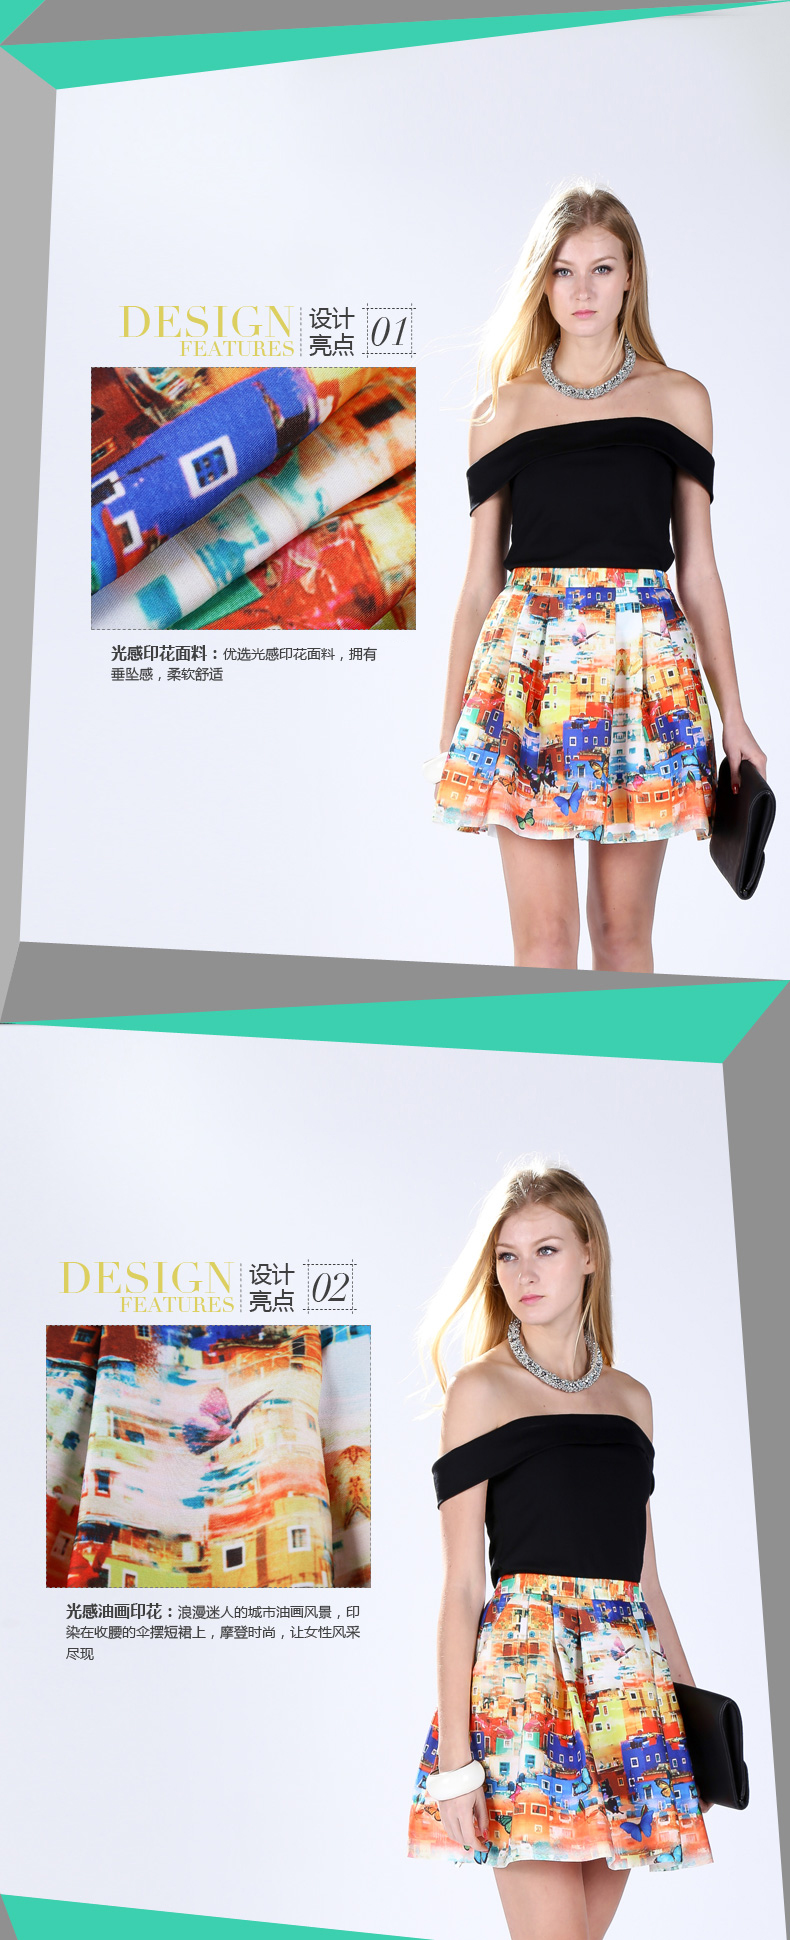 DESIGN
FEATURES
设计
亮点
01
光感印花面料：优选光感印花面料，拥有
垂坠感，柔软舒适
DESIGN
FEATURES
设计
亮点
02
光感油画印花：浪漫迷人的城市油画风景，印
染在收腰的伞摆短裙上，摩登时尚，让女性风采
尽现